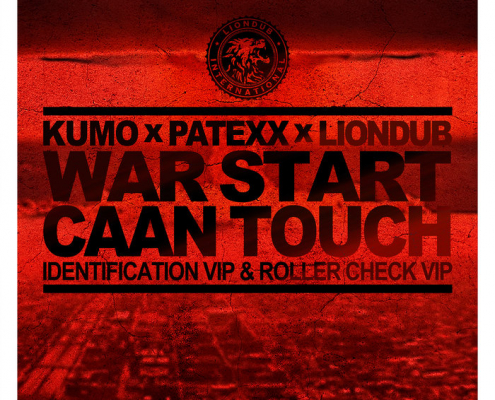 LIONDUB
INTERNATIONAL
KUMO x PATEXX x LIONDUB
WAR START
CAAN TOUCH
IDENTIFICATION VIP & ROLLER CHECK VIP